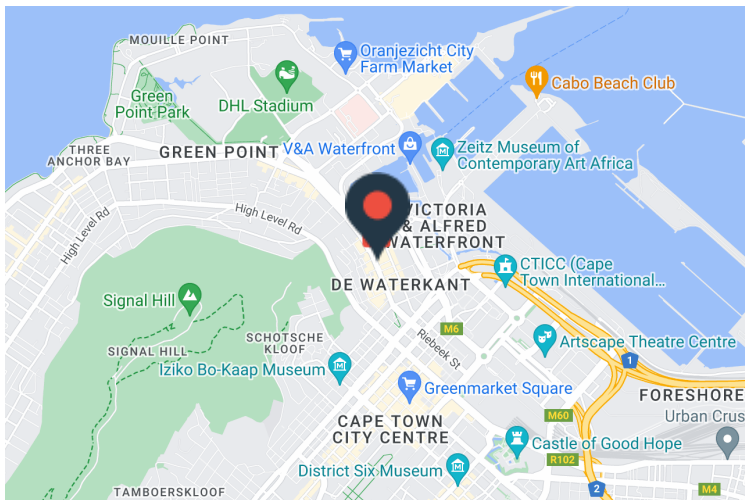 MOUILLE POINT
Oranjezicht City
Farm Market
Cabo Beach Club
DHL Stadium
Green
Point Park
THREE
ANCHOR BAY
GREEN POINT
V&A Waterfront
Zeitz Museum of
Contemporary Art Africa
High Level Rd
High Level Rd
VICTORIA
& ALFRED
WATERFRONT
CTICC (Cape
Town International...
DE WATERKANT
Signal Hill
M6
Riebeek St
SCHOTSCHE
KLOOF
SIGNAL HILL
Artscape Theatre Centre
1
Iziko Bo-Kaap Museum
Greenmarket Square
FORESHORE
M60
Urban Crus
CAPE TOWN
CITY CENTRE
Castle of Good Hope
R102
District Six Museum
TAMBOERSKLOOF
2
M4